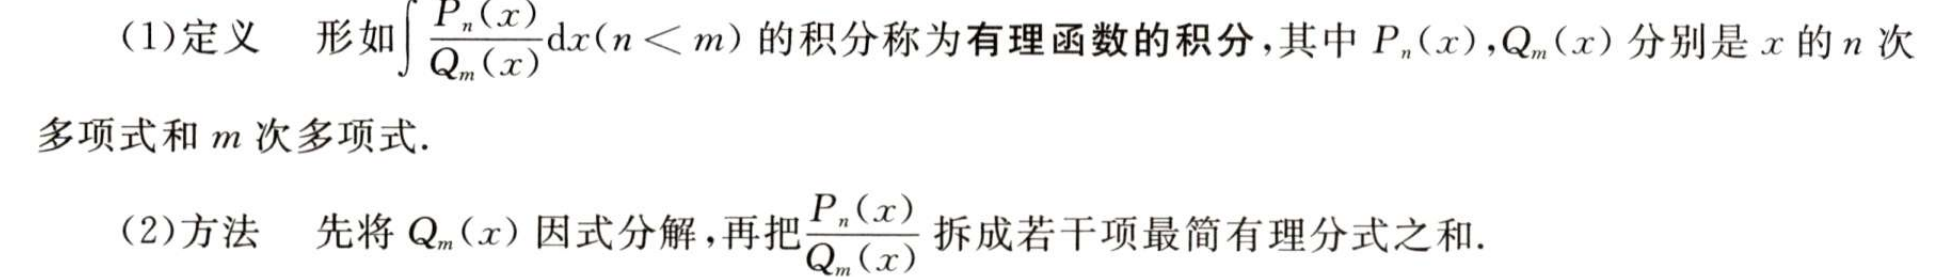 (1)定义 形如∫\frac{P_n(x)}{Q_m(x)}dx(n < m) 的积分称为有理函数的积分,其中 P_n(x),Q_m(x) 分别是 x 的 n 次
多项式和 m 次多项式.
(2)方法 先将 Q_m(x) 因式分解,再把\frac{P_n(x)}{Q_m(x)} 拆成若干项最简有理分式之和.